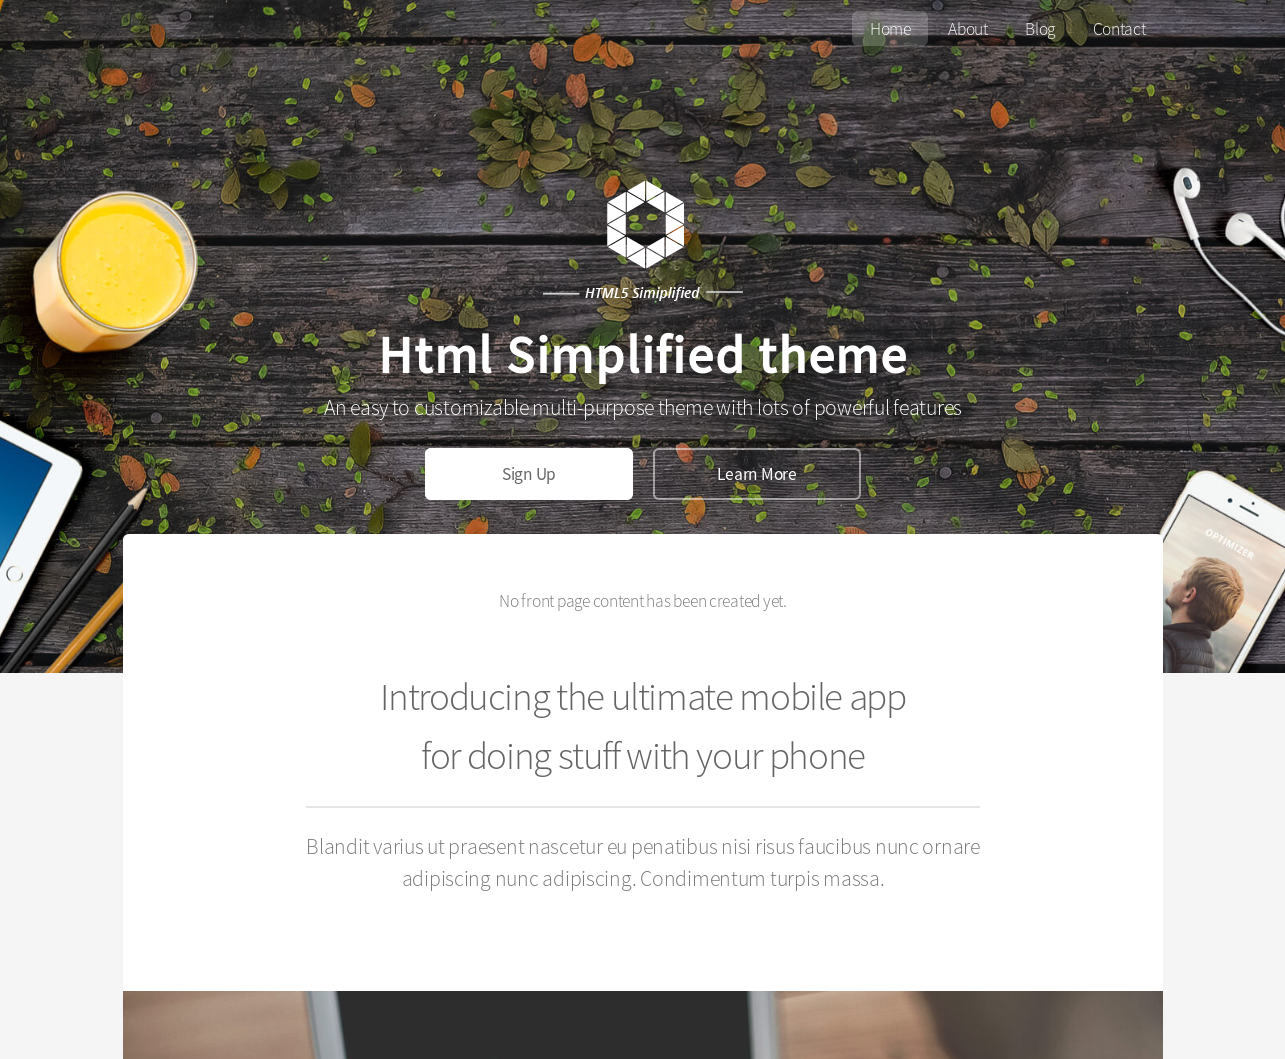 Home About Blog Contact
HTML5 Simiplified
Html Simplified theme
An easy to customizable multi-purpose theme with lots of powerful features
Sign Up Learn More
OPTIMIZER
No front page content has been created yet.
Introducing the ultimate mobile app
for doing stuff with your phone
Blandit varius ut praesent nascetur eu penatibus nisi risus faucibus nunc ornare
adipiscing nunc adipiscing. Condimentum turpis massa.